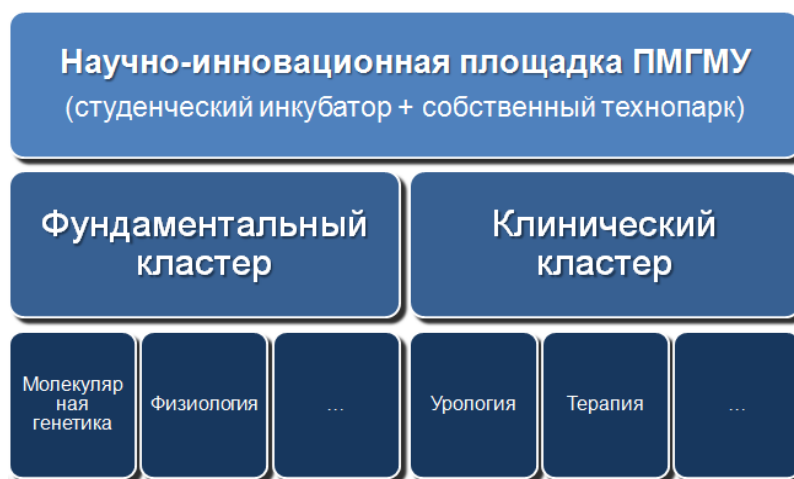 Научно-инновационная площадка ПМГМУ
(студенческий инкубатор + собственный технопарк)
Фундаментальный
кластер
Клинический
кластер
Молекуляр
ная
генетика
Физиология
...
Урология
Терапия
...